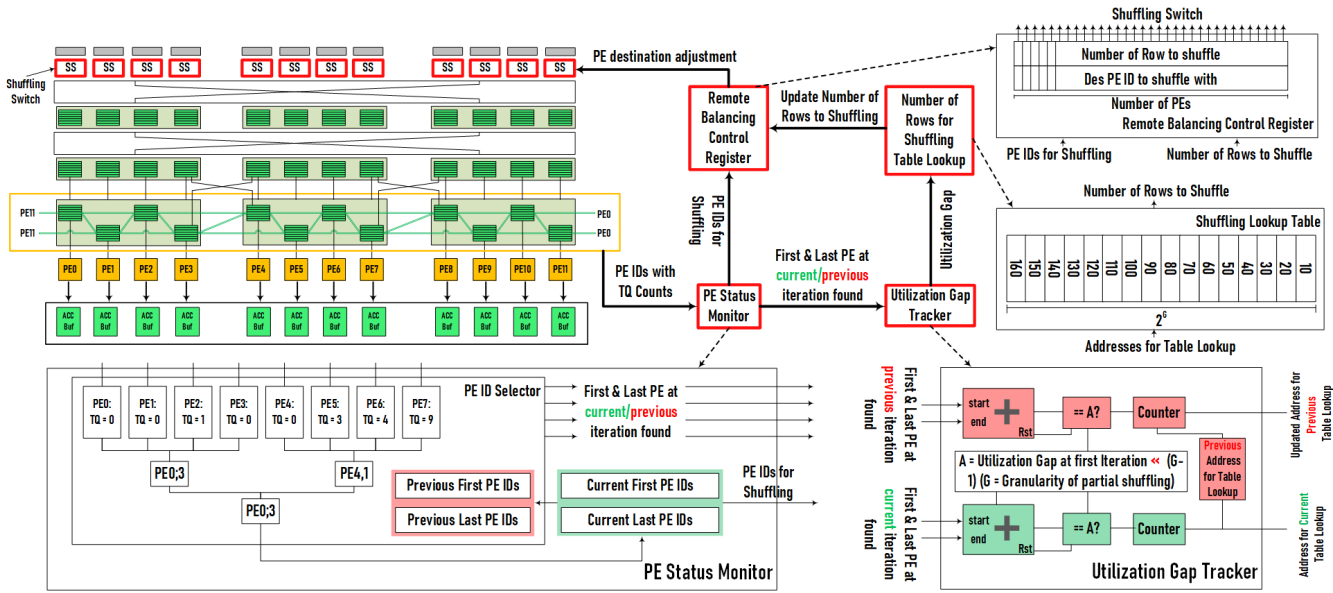 SS SS SS SS SS SS SS SS SS SS SS SS
Shuffling
Switch
PE11
PE0
PE11
PE0
PE0 PE1 PE2 PE3 PE4 PE5 PE6 PE7 PE8 PE9 PE10 PE11
ACC ACC ACC ACC ACC ACC ACC ACC ACC ACC ACC ACC
Buf Buf Buf Buf Buf Buf Buf Buf Buf Buf Buf Buf
PE destination adjustment
Remote
Balancing
Control
Register
Update Number of
Rows to Shuffling
Number of
Rows for
Shuffling
Table Lookup
PE IDs for
Shuffling
Utilization Gap
PE IDs with
TQ Counts
PE Status
Monitor
First & Last PE at
current/previous
iteration found
Utilization Gap
Tracker
Shuffling Switch
Number of Row to shuffle
Des PE ID to shuffle with
Number of PEs
Remote Balancing Control Register
PE IDs for Shuffling
Number of Rows to Shuffle
Number of Rows to Shuffle
Shuffling Lookup Table
160 150 140 130 120 110 100 90 80 70 60 50 40 30 20 10
2^G
Addresses for Table Lookup
PE0: PE1: PE2: PE3: PE4: PE5: PE6: PE7:
TQ = 0 TQ = 0 TQ = 1 TQ = 0 TQ = 0 TQ = 3 TQ = 4 TQ = 9
PE0;3
PE4,1
PE0;3
PE ID Selector
First & Last PE at
current/previous
iteration found
Previous First PE IDs
Previous Last PE IDs
Current First PE IDs
Current Last PE IDs
PE IDs for
Shuffling
PE Status Monitor
First & Last PE at
previous iteration
found
First & Last PE at
current iteration
found
start
end
+
Rst
== A?
Counter
A = Utilization Gap at first Iteration « (G-
1) (G = Granularity of partial shuffling)
Previous
Address
for Table
Lookup
start
end
+
Rst
== A?
Counter
Utilization Gap Tracker
Updated Address for
Previous
Table Lookup
Address for Current
Table Lookup